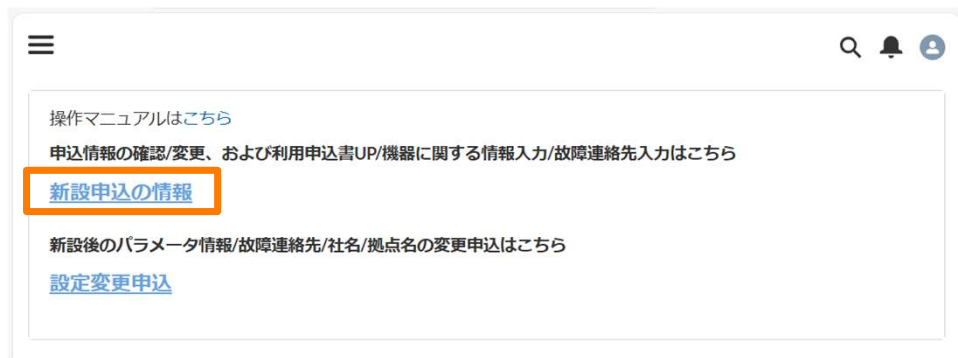 操作マニュアルはこちら
申込情報の確認/変更、および利用申込書UP/機器に関する情報入力/故障連絡先入力はこちら
新設申込の情報
新設後のパラメータ情報/故障連絡先/社名/拠点名の変更申込はこちら
設定変更申込